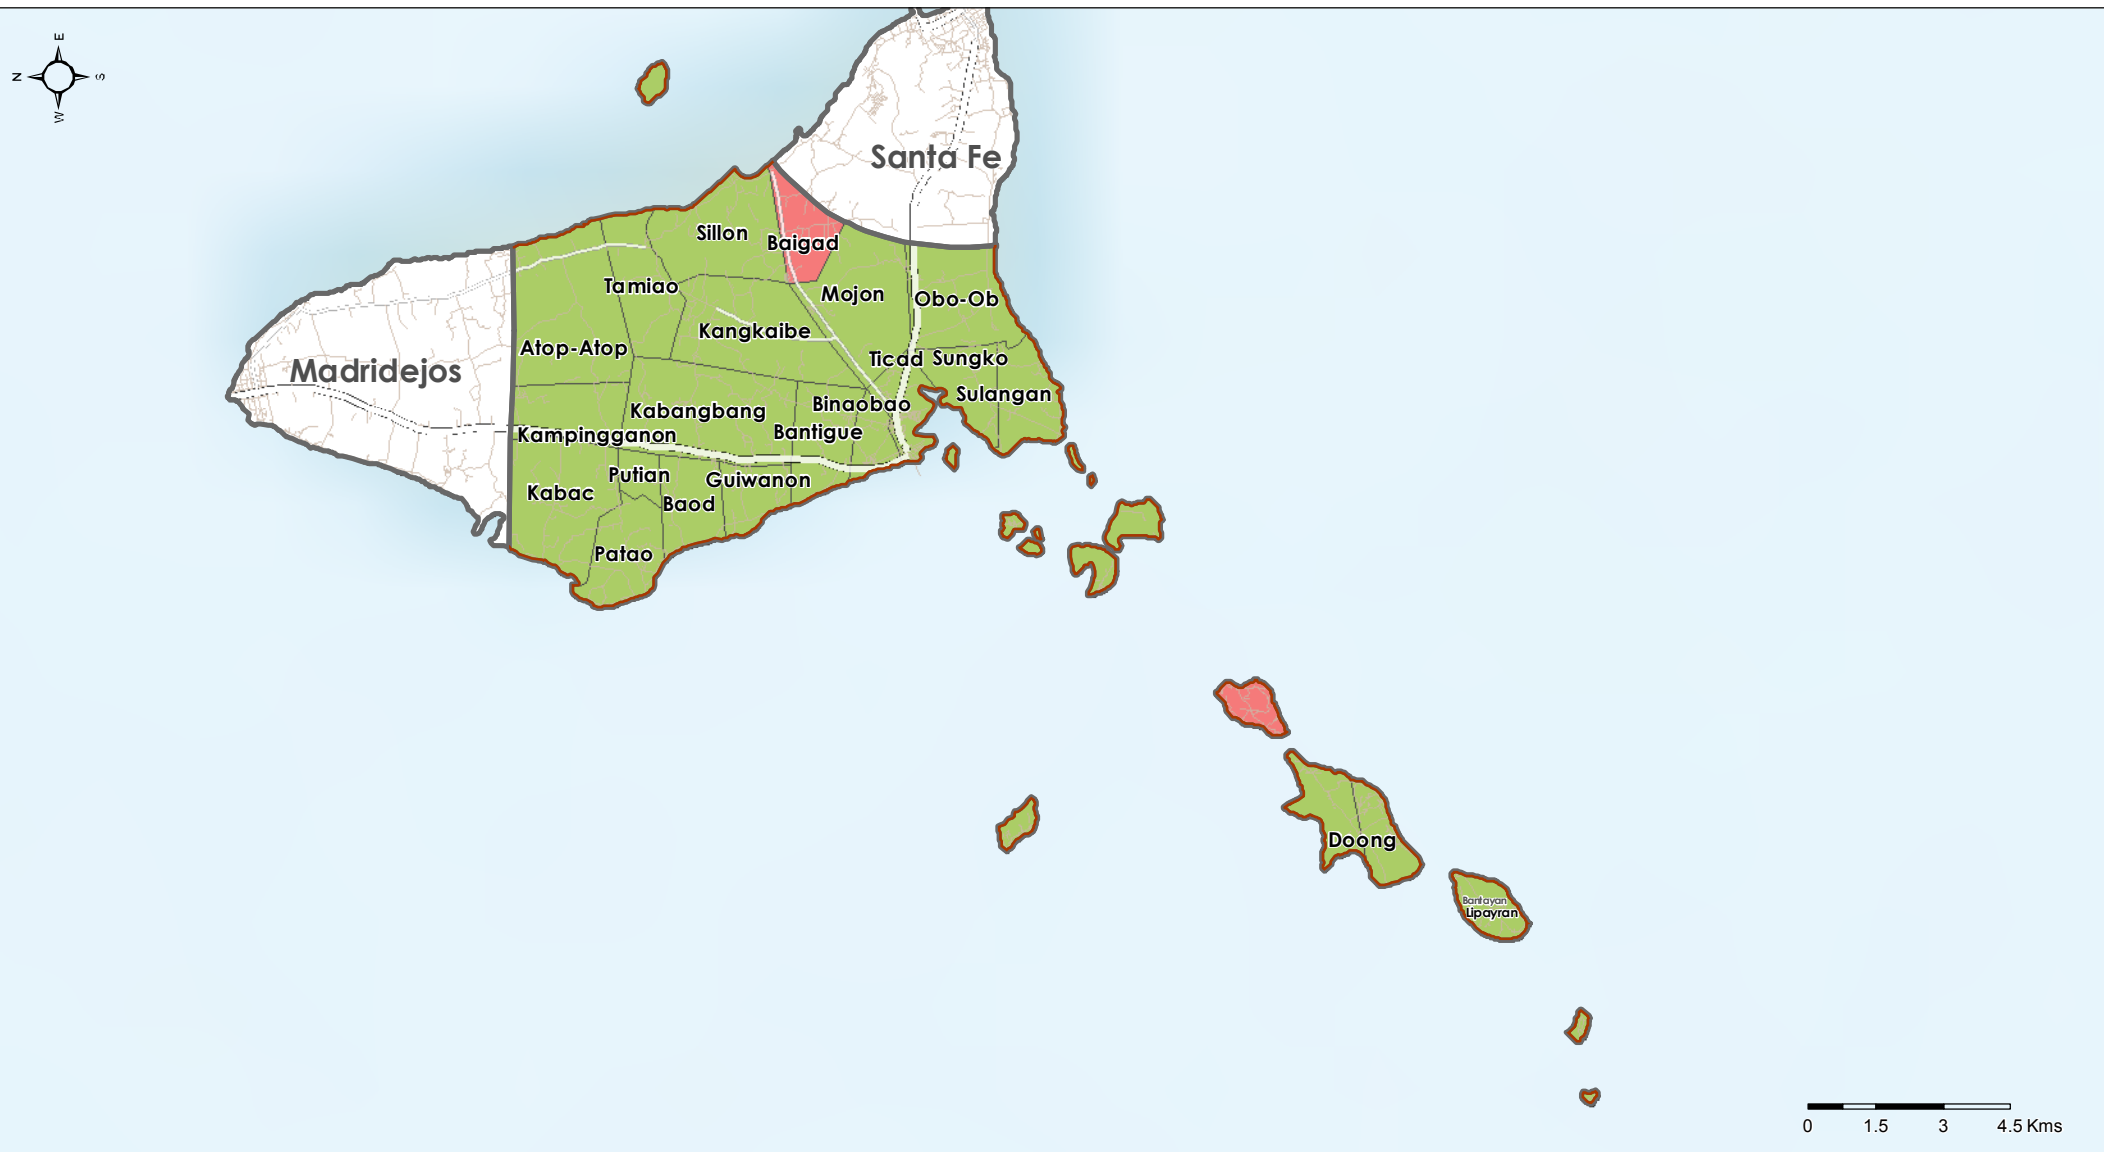 E
N
S
W
Santa Fe
Sillon
Baigad
Tamiao
Mojon
Obo-Ob
Kangkaibe
Atop-Atop
Ticad
Sungko
Madridejos
Sulangan
Binaobao
Kabangbang
Bantigue
Kampingganon
Putian
Guiwanon
Kabac
Baod
Patao
Doong
Bantayan
Lipayran
0
1.5
3
4.5 Kms